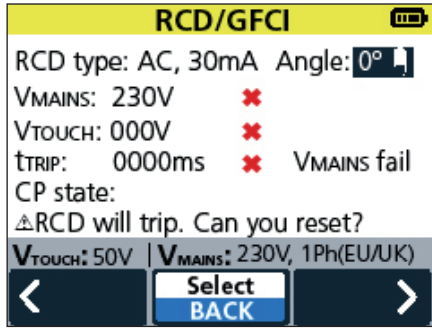 RCD/GFCI
RCD type: AC, 30mA Angle: 0°
VMAINS: 230V ✖
VTOUCH: 000V ✖
tTRIP: 0000ms ✖ VMAINS fail
CP state:
⚠RCD will trip. Can you reset?
VTOUCH: 50V | VMAINS: 230V, 1Ph(EU/UK)
Select
BACK